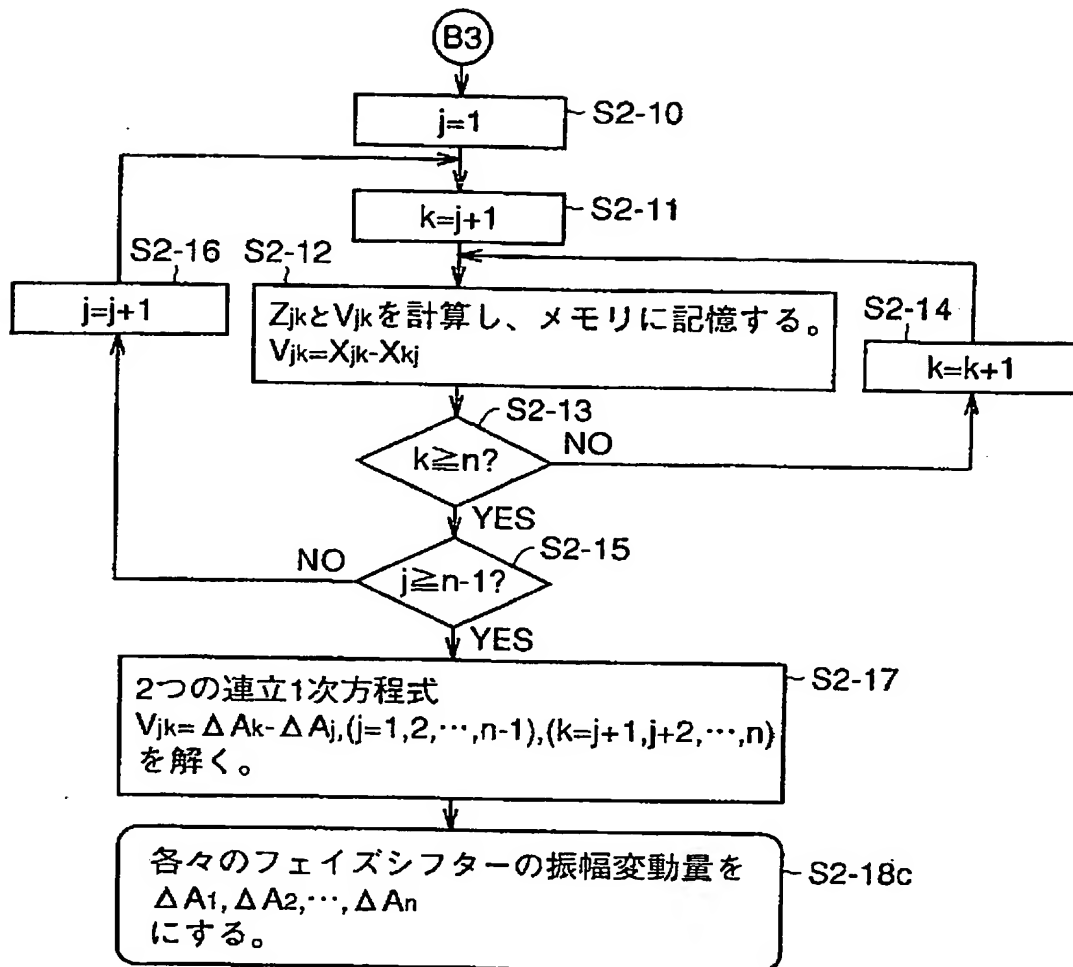 B3
j=1
S2-10
k=j+1
S2-11
S2-16
j=j+1
S2-12
ZjkとVjkを計算し、メモリに記憶する。
Vjk=Xjk-Xkj
S2-14
k=k+1
S2-13
k≧n?
NO
YES
S2-15
NO
j≧n-1?
YES
S2-17
2つの連立1次方程式
Vjk=ΔAk-ΔAj,(j=1,2,…,n-1),(k=j+1,j+2,…,n)
を解く。
各々のフェイズシフターの振幅変動量を
ΔA1,ΔA2,…,ΔAn
にする。
S2-18c